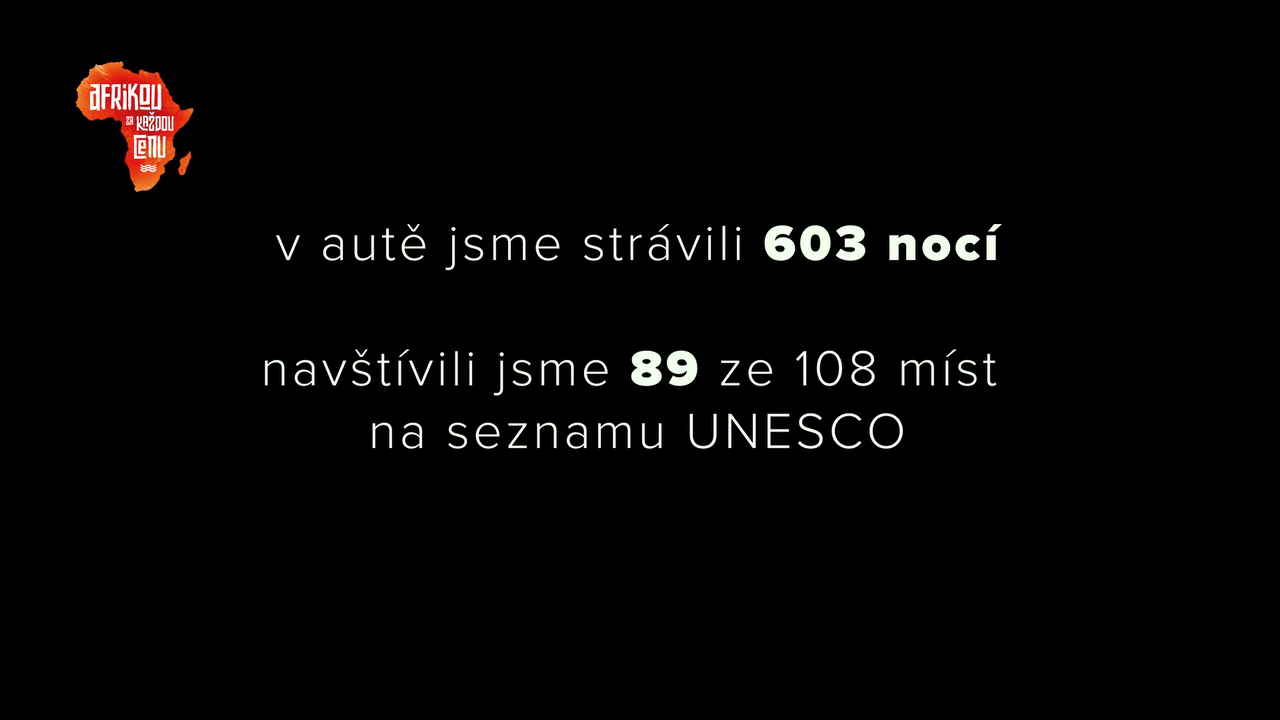 AFRIKOU
ZA KAŽDOU
CENU
v autě jsme strávili 603 nocí
navštívili jsme 89 ze 108 míst
na seznamu UNESCO